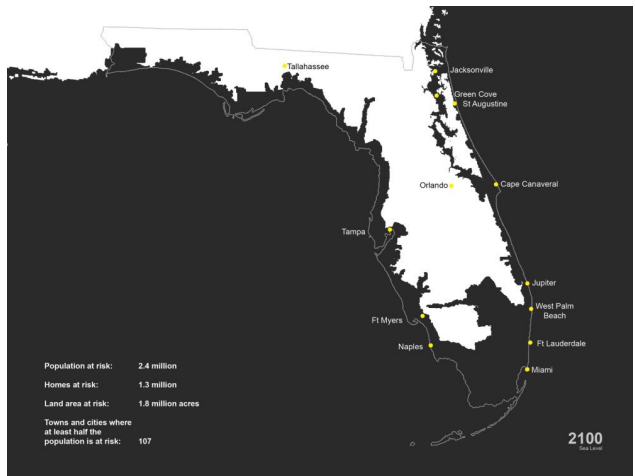 Tallahassee
Jacksonville
Green Cove
St Augustine
Orlando
Cape Canaveral
Tampa
Jupiter
West Palm
Beach
Ft Myers
Ft Lauderdale
Naples
Miami
Population at risk: 2.4 million
Homes at risk: 1.3 million
Land area at risk: 1.8 million acres
Towns and cities where
at least half the
population is at risk: 107
2100
Sea Level